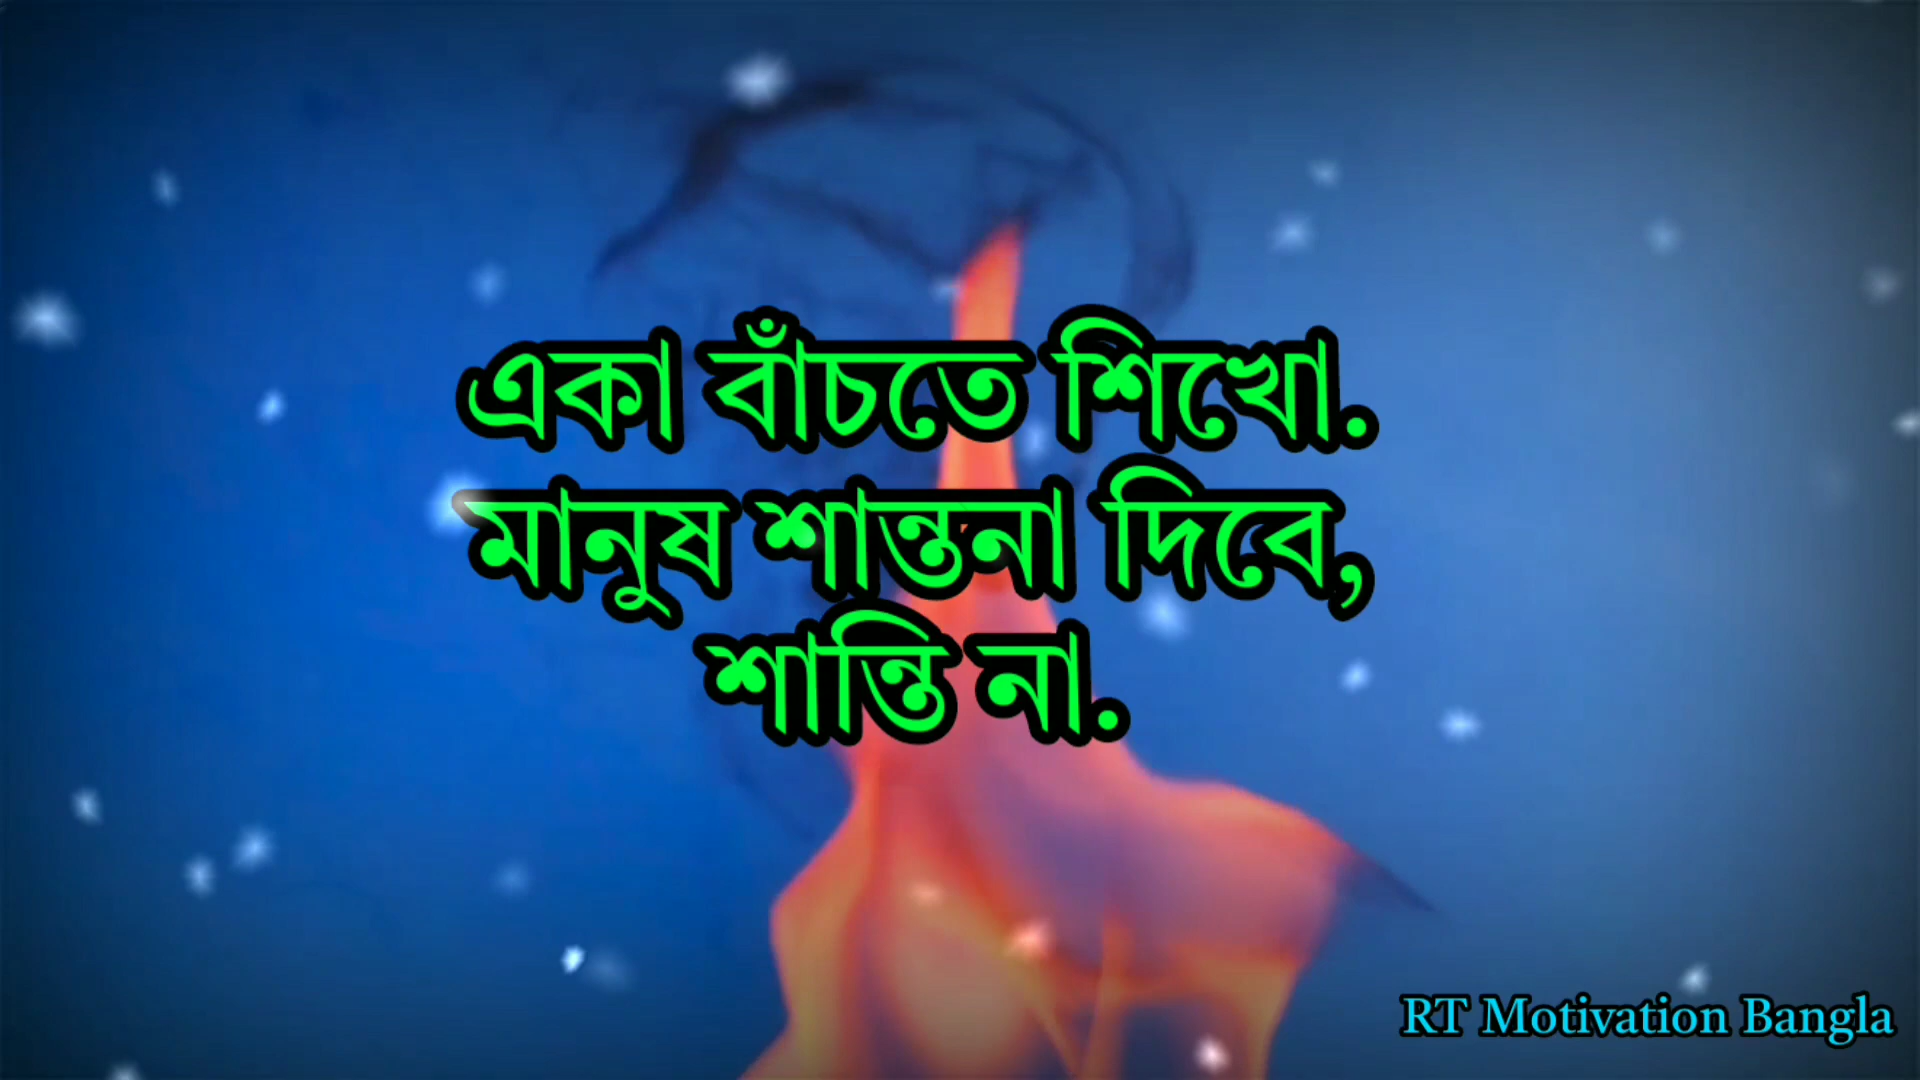 একা বাঁচতে শিখো.
মানুষ শান্তনা দিবে,
শান্তি না.
RT Motivation Bangla